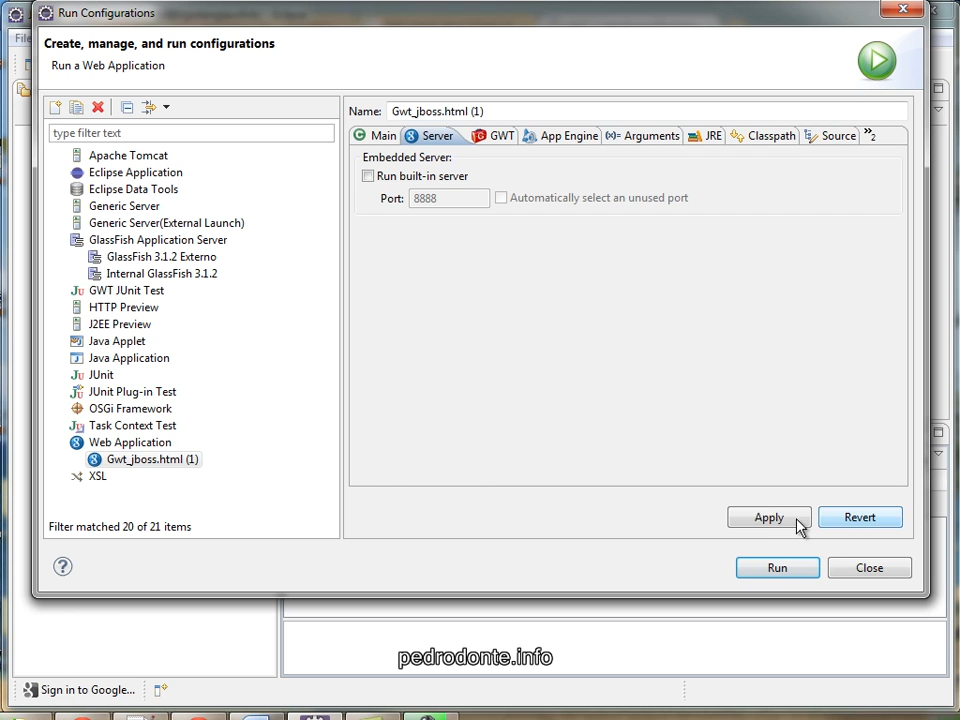 Run Configurations
File
Create, manage, and run configurations
Run a Web Application
type filter text
Apache Tomcat
Eclipse Application
Eclipse Data Tools
Generic Server
Generic Server(External Launch)
GlassFish Application Server
GlassFish 3.1.2 Externo
Internal GlassFish 3.1.2
GWT JUnit Test
HTTP Preview
J2EE Preview
Java Applet
Java Application
JUnit
JUnit Plug-in Test
OSGi Framework
Task Context Test
Web Application
Gwt_jboss.html (1)
XSL
Filter matched 20 of 21 items
Name: Gwt_jboss.html (1)
Main Server GWT App Engine (x)= Arguments JRE Classpath Source »2
Embedded Server:
Run built-in server
Port: 8888 Automatically select an unused port
Apply Revert
Run Close
pedrodonte.info
Sign in to Google...